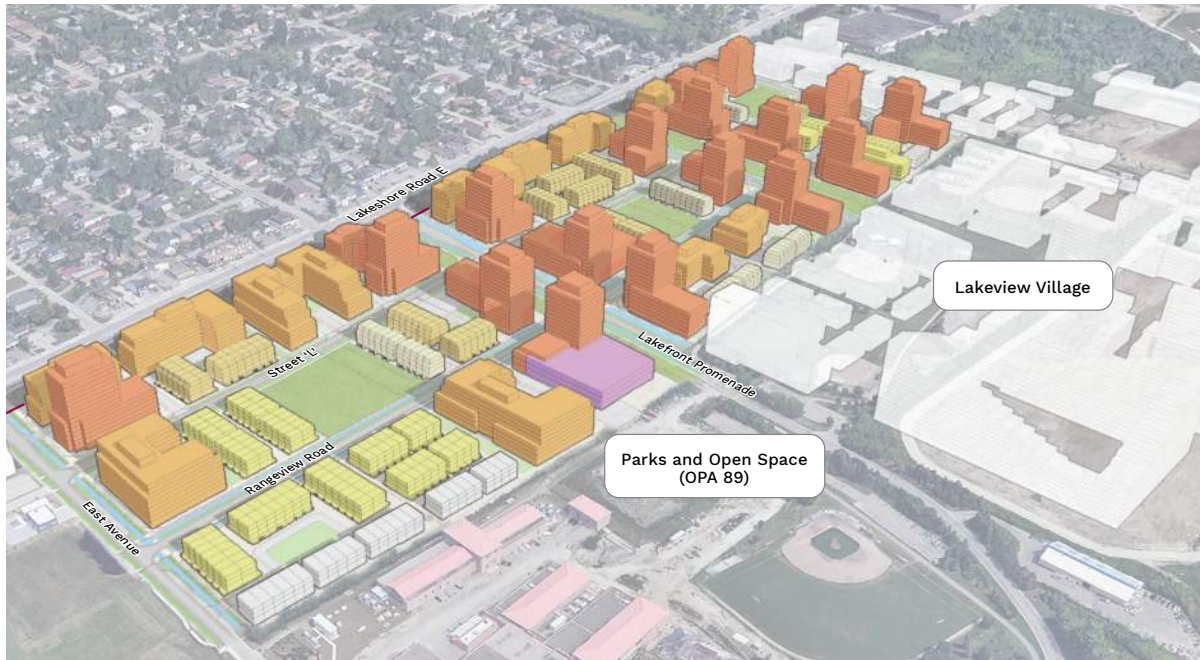 Lakeshore Road E
Lakeview Village
Lakefront Promenade
Street 'L'
Rangeview Road
Parks and Open Space
(OPA 89)
East Avenue